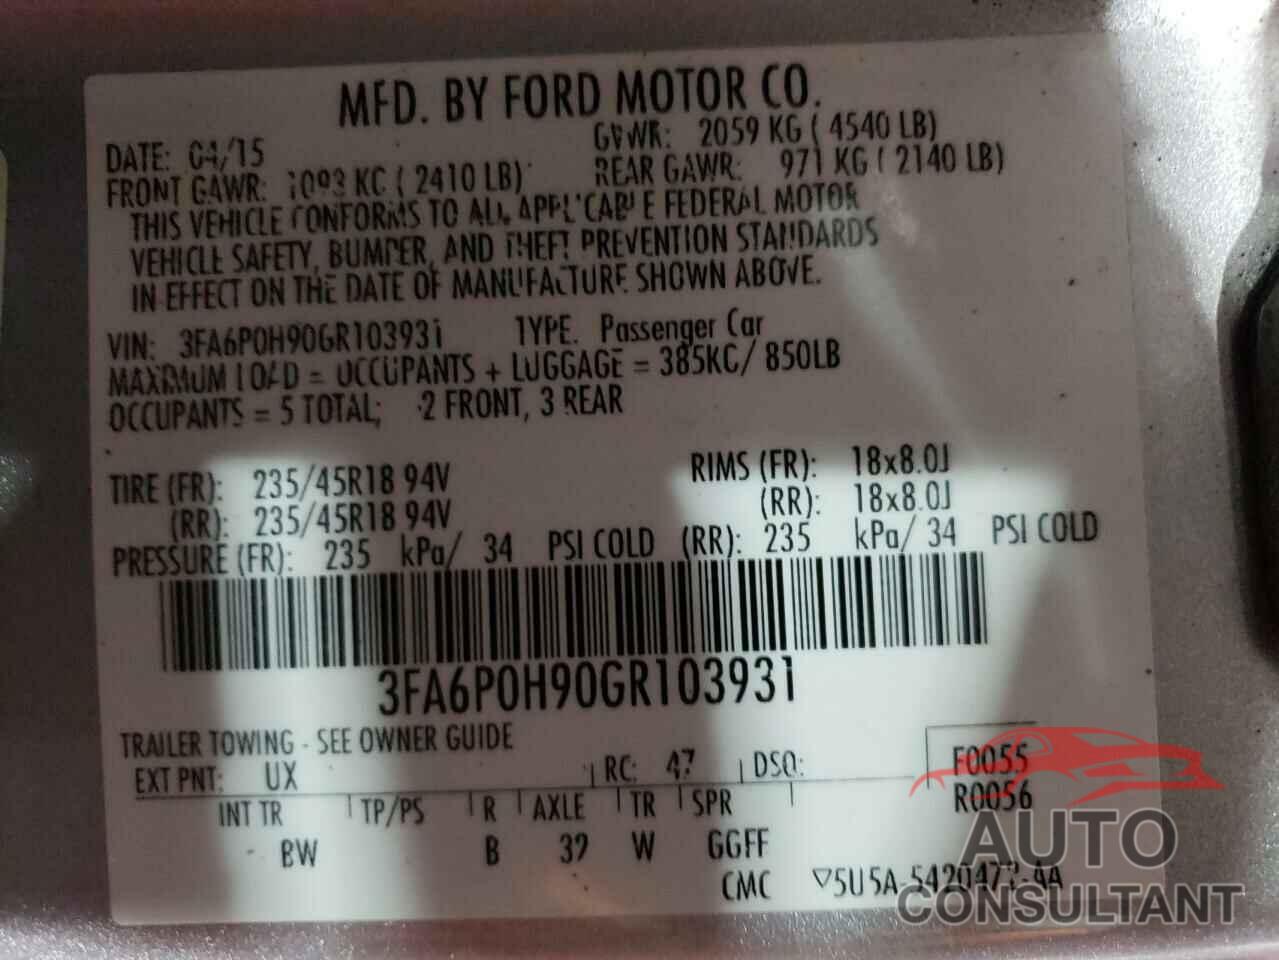 MFD. BY FORD MOTOR CO.
DATE: 04/15 GVWR: 2059 KG ( 4540 LB)
FRONT GAWR: 1093 KG ( 2410 LB) REAR GAWR: 971 KG ( 2140 LB)
THIS VEHICLE CONFORMS TO ALL APPLICABLE FEDERAL MOTOR
VEHICLE SAFETY, BUMPER, AND THEFT PREVENTION STANDARDS
IN EFFECT ON THE DATE OF MANUFACTURE SHOWN ABOVE.
VIN: 3FA6P0H90GR103931 TYPE: Passenger Car
MAXIMUM LOAD = OCCUPANTS + LUGGAGE = 385KG/ 850LB
OCCUPANTS = 5 TOTAL; 2 FRONT, 3 REAR
TIRE (FR): 235/45R18 94V RIMS (FR): 18x8.0J
(RR): 235/45R18 94V (RR): 18x8.0J
PRESSURE (FR): 235 kPa/ 34 PSI COLD (RR): 235 kPa/ 34 PSI COLD
3FA6P0H90GR103931
TRAILER TOWING - SEE OWNER GUIDE
EXT PNT: UX RC: 47 DSO: F0055
R0056
INT TR TP/PS R AXLE TR SPR
BW B 39 W GGFF
CMC
AUTO
CONSULTANT